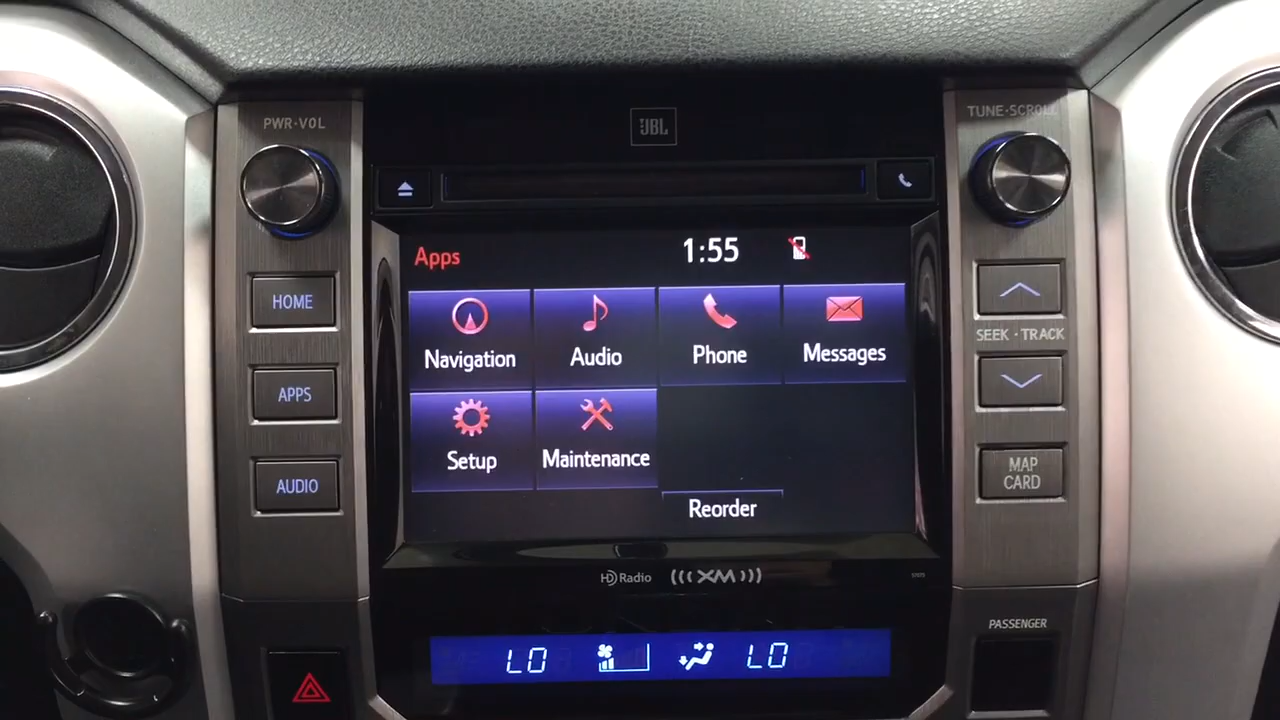 JBL
PWR·VOL
TUNE·SCROLL
HOME
APPS
AUDIO
Apps
1:55
Navigation
Audio
Phone
Messages
Setup
Maintenance
Reorder
SEEK · TRACK
MAP
CARD
HD Radio
((( XM )))
LO
LO
PASSENGER